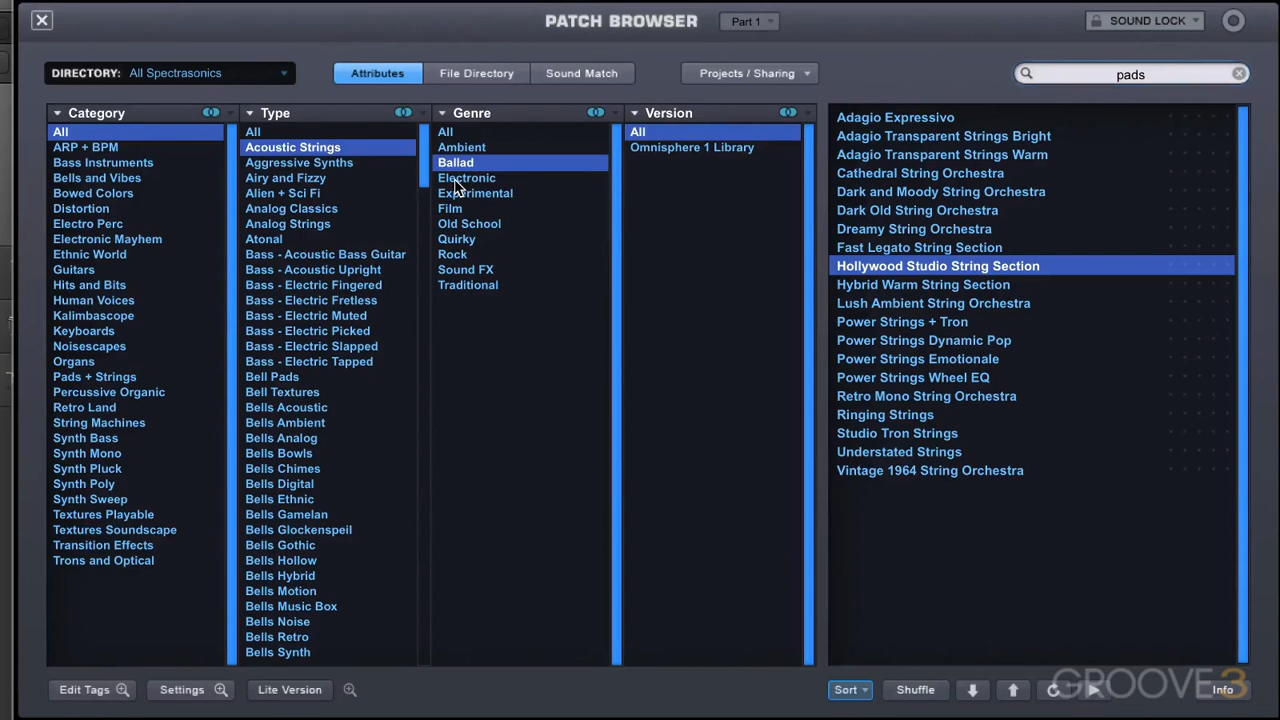 PATCH BROWSER
Part 1
SOUND LOCK
DIRECTORY: All Spectrasonics
Attributes
File Directory
Sound Match
Projects / Sharing
pads
Category
All
ARP + BPM
Bass Instruments
Bells and Vibes
Bowed Colors
Distortion
Electro Perc
Electronic Mayhem
Ethnic World
Guitars
Hits and Bits
Human Voices
Kalimbascope
Keyboards
Noisescapes
Organs
Pads + Strings
Percussive Organic
Retro Land
String Machines
Synth Bass
Synth Mono
Synth Pluck
Synth Poly
Synth Sweep
Textures Playable
Textures Soundscape
Transition Effects
Trons and Optical
Type
All
Acoustic Strings
Aggressive Synths
Airy and Fizzy
Alien + Sci Fi
Analog Classics
Analog Strings
Atonal
Bass - Acoustic Bass Guitar
Bass - Acoustic Upright
Bass - Electric Fingered
Bass - Electric Fretless
Bass - Electric Muted
Bass - Electric Picked
Bass - Electric Slapped
Bass - Electric Tapped
Bell Pads
Bell Textures
Bells Acoustic
Bells Ambient
Bells Analog
Bells Bowls
Bells Chimes
Bells Digital
Bells Ethnic
Bells Gamelan
Bells Glockenspeil
Bells Gothic
Bells Hollow
Bells Hybrid
Bells Motion
Bells Music Box
Bells Noise
Bells Retro
Bells Synth
Genre
All
Ambient
Ballad
Electronic
Experimental
Film
Old School
Quirky
Rock
Sound FX
Traditional
Version
All
Omnisphere 1 Library
Adagio Expressivo
Adagio Transparent Strings Bright
Adagio Transparent Strings Warm
Cathedral String Orchestra
Dark and Moody String Orchestra
Dark Old String Orchestra
Dreamy String Orchestra
Fast Legato String Section
Hollywood Studio String Section
Hybrid Warm String Section
Lush Ambient String Orchestra
Power Strings + Tron
Power Strings Dynamic Pop
Power Strings Emotionale
Power Strings Wheel EQ
Retro Mono String Orchestra
Ringing Strings
Studio Tron Strings
Understated Strings
Vintage 1964 String Orchestra
Edit Tags
Settings
Lite Version
Sort
Shuffle
Info
GROOVE3